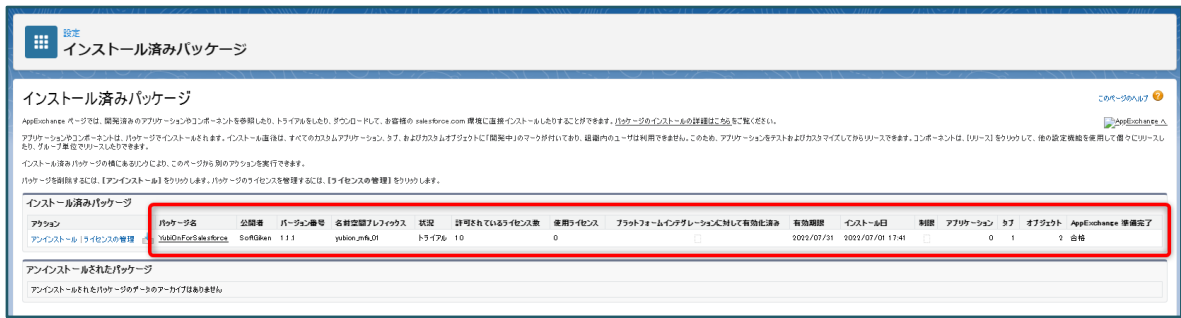 設定
インストール済みパッケージ
インストール済みパッケージ
このページのヘルプ
AppExchange ページでは、開発済みのアプリケーションやコンポーネントを参照したり、トライアルをしたり、ダウンロードして、お客様の salesforce.com 環境に直接インストールしたりすることができます。パッケージのインストールの詳細はこちらをご覧ください。
AppExchange へ
アプリケーションやコンポーネントは、パッケージでインストールされます。インストール直後は、すべてのカスタムアプリケーション、タブ、およびカスタムオブジェクトに「開発中」のマークが付いており、組織内のユーザは利用できません。このため、アプリケーションをテストおよびカスタマイズしてからリリースできます。コンポーネントは、[リリース] をクリックして、他の設定機能を使用して個々にリリースし
たり、グループ単位でリリースしたりできます。
インストール済みパッケージの横にあるリンクにより、このページから別のアクションを実行できます。
パッケージを削除するには、[アンインストール] をクリックします。パッケージのライセンスを管理するには、[ライセンスの管理] をクリックします。
インストール済みパッケージ
アクション パッケージ名 公開者 バージョン番号 名前空間プレフィックス 状況 許可されているライセンス数 使用ライセンス プラットフォームインテグレーションに対して有効化済み 有効期限 インストール日 制限 アプリケーション タブ オブジェクト AppExchange 準備完了
アンインストール | ライセンスの管理 YubiOnForSalesforce SoftGiken 1.1.1 yubion_mfa_01 トライアル 10 0 2022/07/31 2022/07/01 17:41 0 1 2 合格
アンインストールされたパッケージ
アンインストールされたパッケージのデータのアーカイブはありません